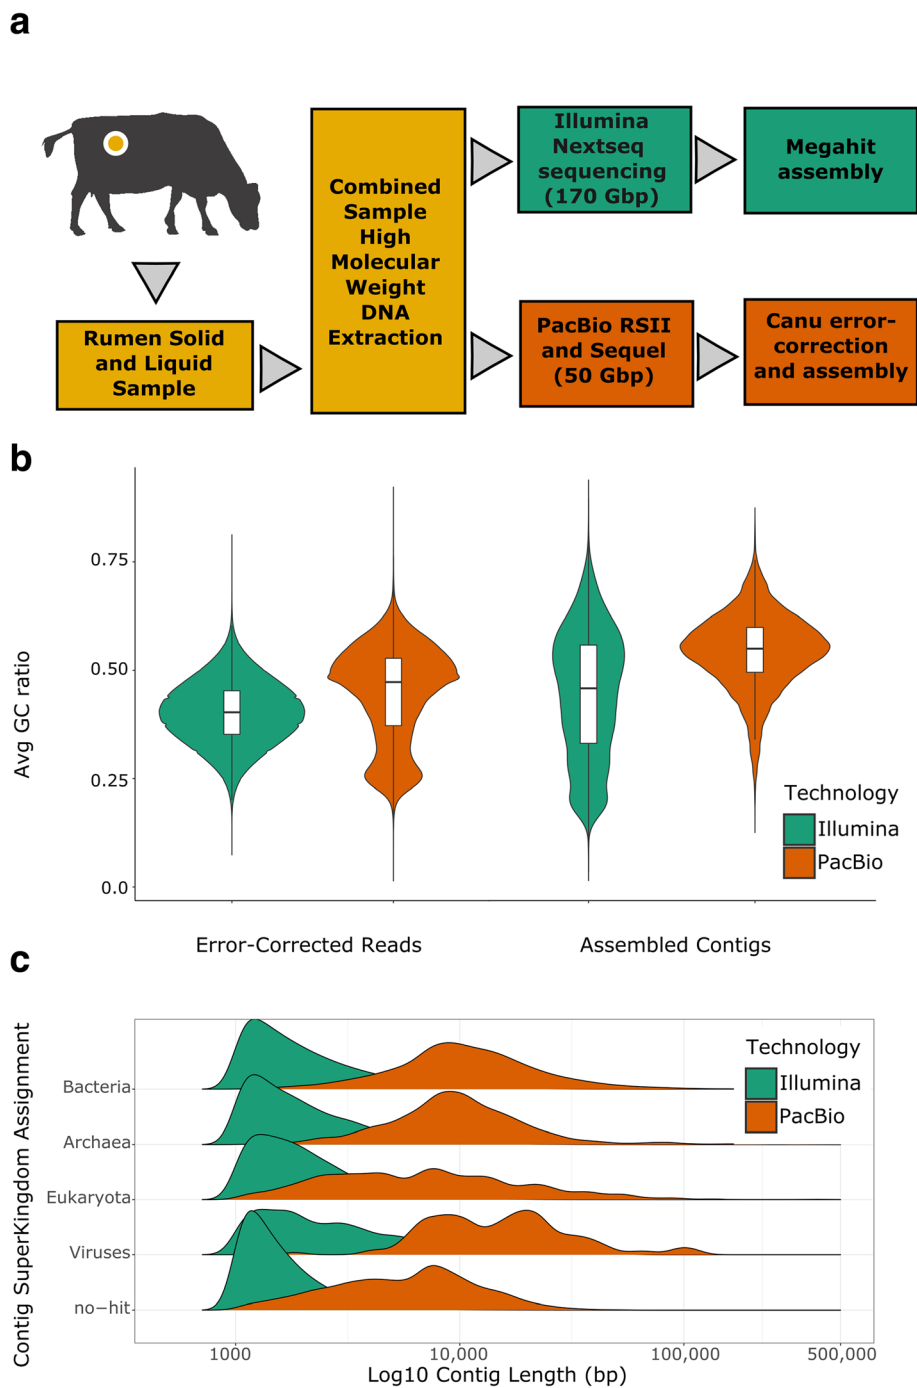 a
Rumen Solid
and Liquid
Sample
Combined
Sample
High
Molecular
Weight
DNA
Extraction
Illumina
Nextseq
sequencing
(170 Gbp)
Megahit
assembly
PacBio RSII
and Sequel
(50 Gbp)
Canu error-
correction
and assembly
b
Avg GC ratio
0.75
0.50
0.25
0.0
Technology
Illumina
PacBio
Error-Corrected Reads
Assembled Contigs
c
Contig SuperKingdom Assignment
Bacteria
Archaea
Eukaryota
Viruses
no-hit
Technology
Illumina
PacBio
1000
10,000
100,000
500,000
Log10 Contig Length (bp)